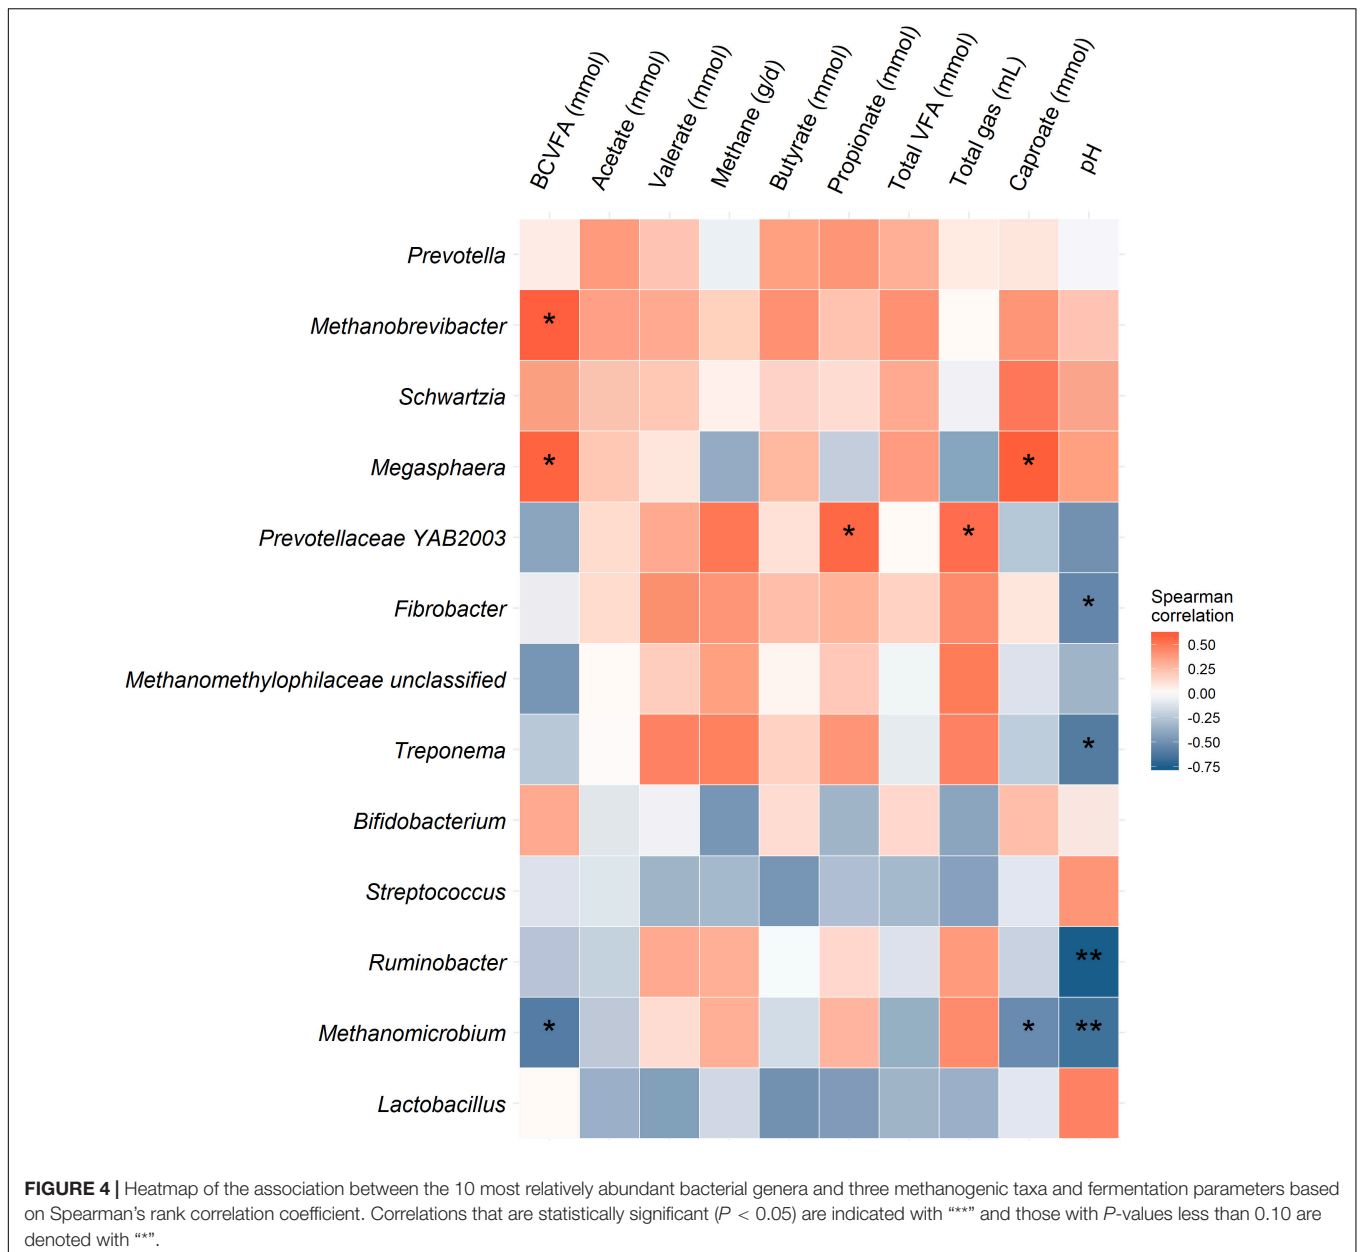 BCVFA (mmol)
Acetate (mmol)
Valerate (mmol)
Methane (g/d)
Butyrate (mmol)
Propionate (mmol)
Total VFA (mmol)
Total gas (mL)
Caproate (mmol)
pH
Prevotella
Methanobrevibacter
*
Schwartzia
Megasphaera
* *
Prevotellaceae YAB2003
* *
Fibrobacter
*
Methanomethylophilaceae unclassified
Treponema
*
Bifidobacterium
Streptococcus
Ruminobacter
**
Methanomicrobium
* * **
Lactobacillus
Spearman
correlation
0.50
0.25
0.00
-0.25
-0.50
-0.75
FIGURE 4 | Heatmap of the association between the 10 most relatively abundant bacterial genera and three methanogenic taxa and fermentation parameters based
on Spearman's rank correlation coefficient. Correlations that are statistically significant (P < 0.05) are indicated with “**” and those with P-values less than 0.10 are
denoted with “*”.